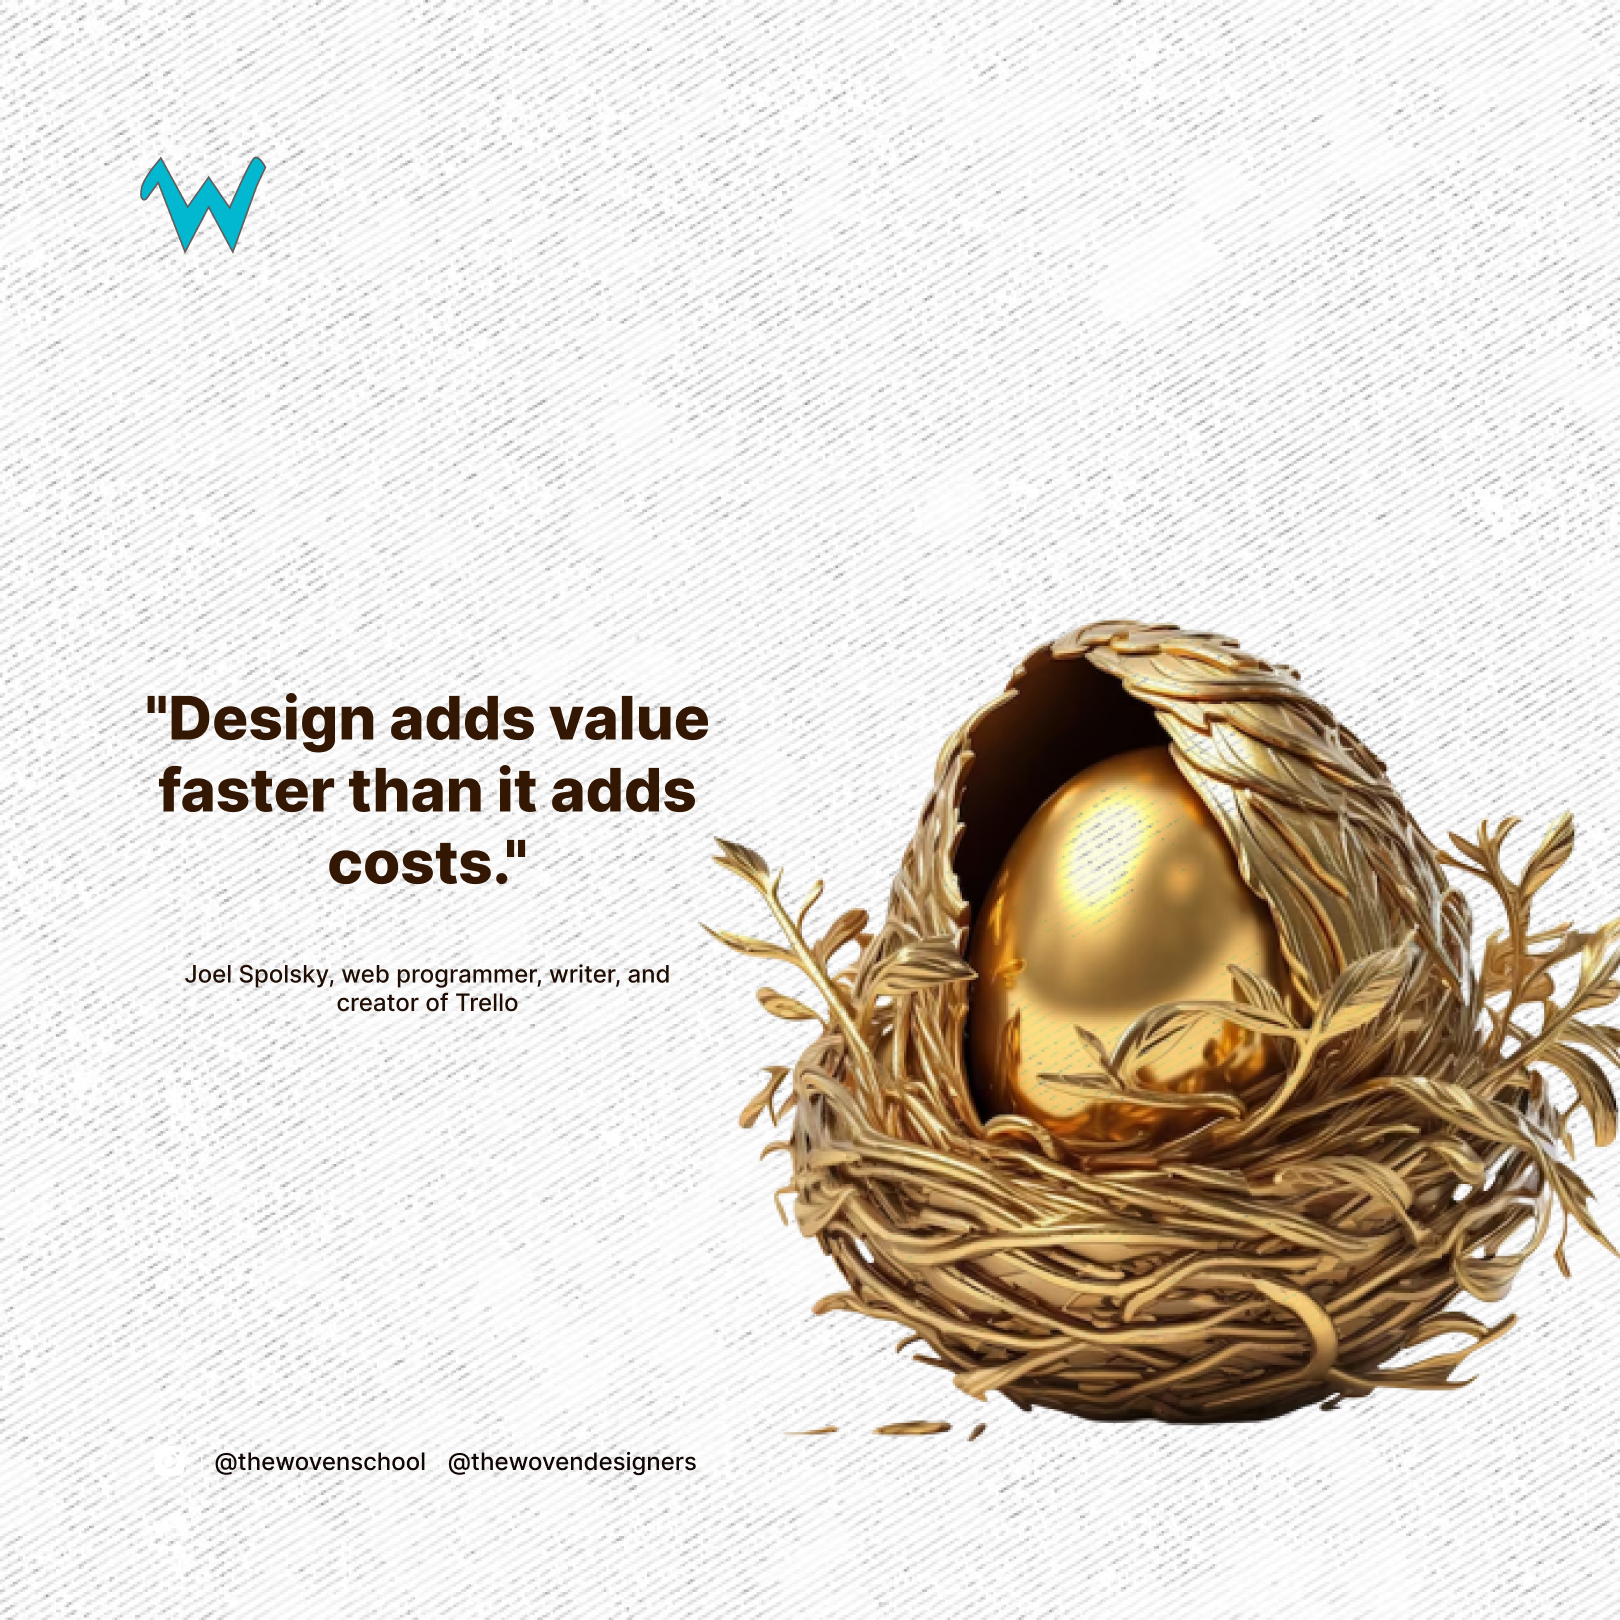 W
"Design adds value
faster than it adds
costs."
Joel Spolsky, web programmer, writer, and
creator of Trello
@thewovenschool @thewovendesigners